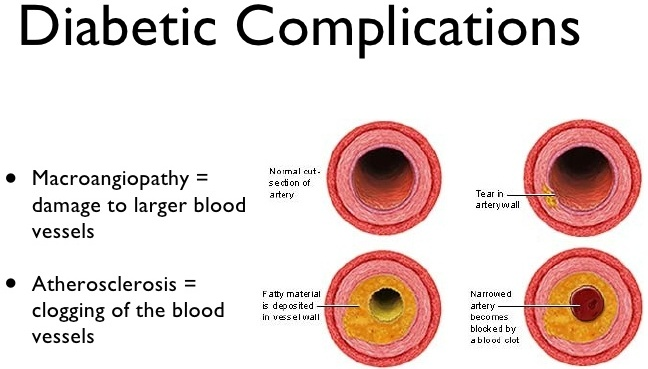 Diabetic Complications
• Macroangiopathy =
damage to larger blood
vessels
• Atherosclerosis =
clogging of the blood
vessels
Normal cut-
section of
artery
Tear in
artery wall
Fatty material
is deposited
in vessel wall
Narrowed
artery
becomes
blocked by
a blood clot